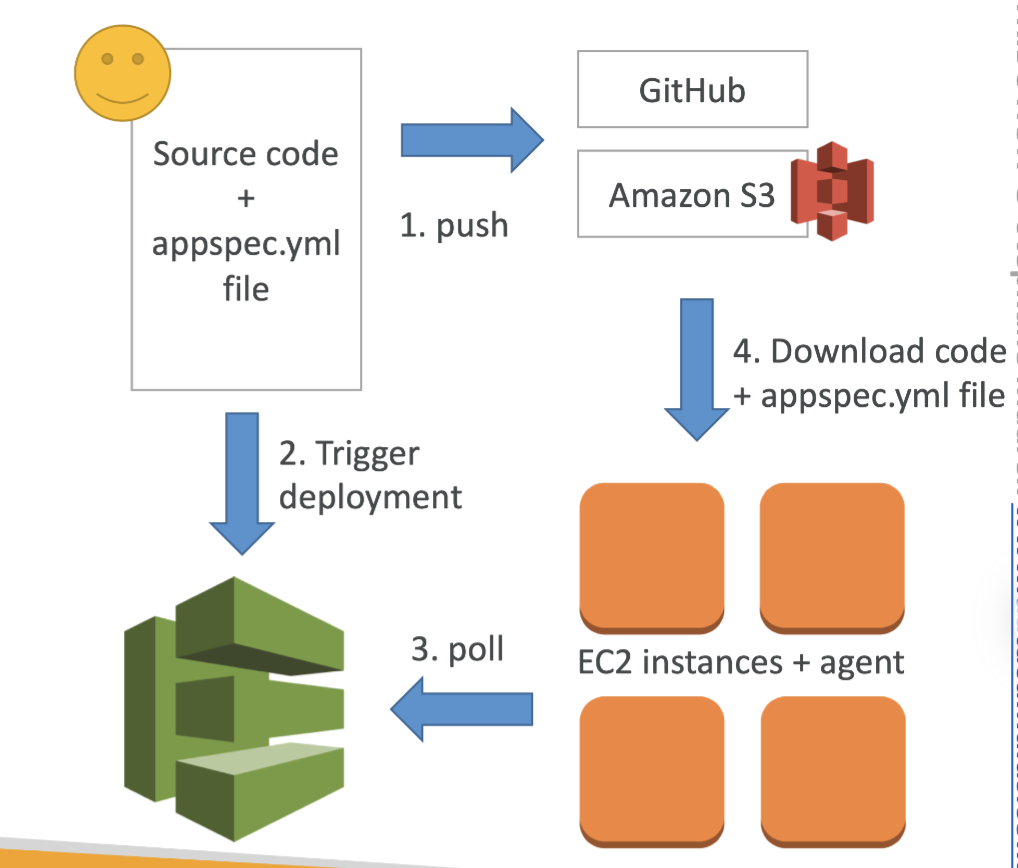 Source code
+
appspec.yml
file
1. push
GitHub
Amazon S3
2. Trigger
deployment
3. poll
4. Download code
+ appspec.yml file
EC2 instances + agent